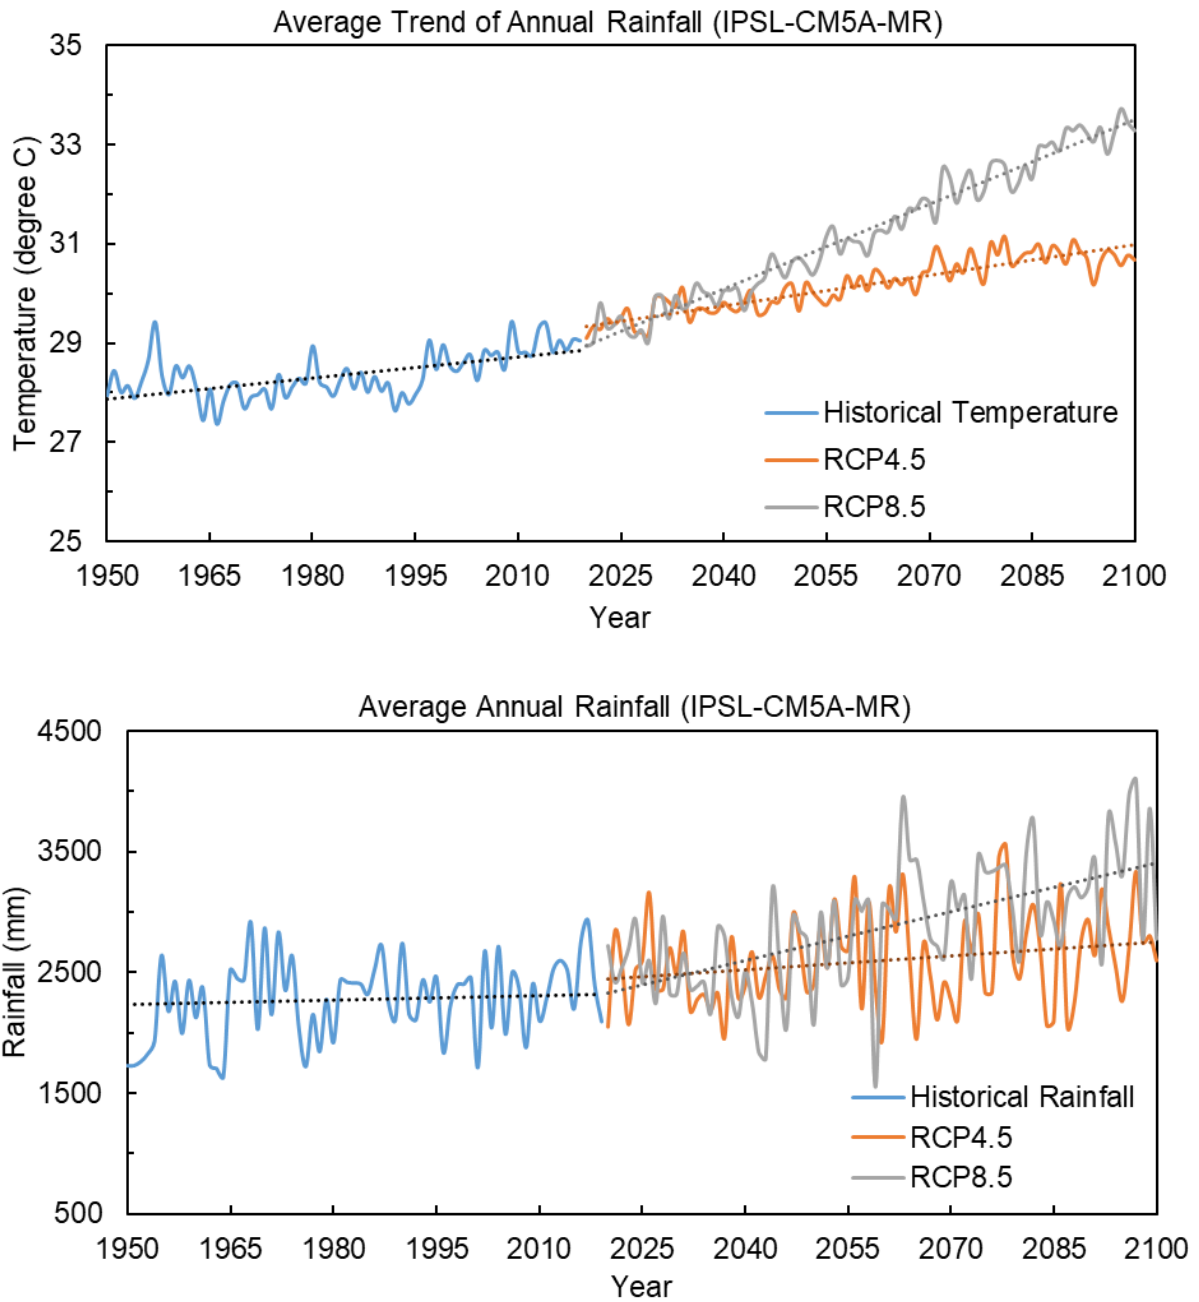 Average Trend of Annual Rainfall (IPSL-CM5A-MR)
35
33
31
29
27
25
Temperature (degree C)
Historical Temperature
RCP4.5
RCP8.5
1950 1965 1980 1995 2010 2025 2040 2055 2070 2085 2100
Year
Average Annual Rainfall (IPSL-CM5A-MR)
4500
3500
2500
1500
500
Rainfall (mm)
Historical Rainfall
RCP4.5
RCP8.5
1950 1965 1980 1995 2010 2025 2040 2055 2070 2085 2100
Year